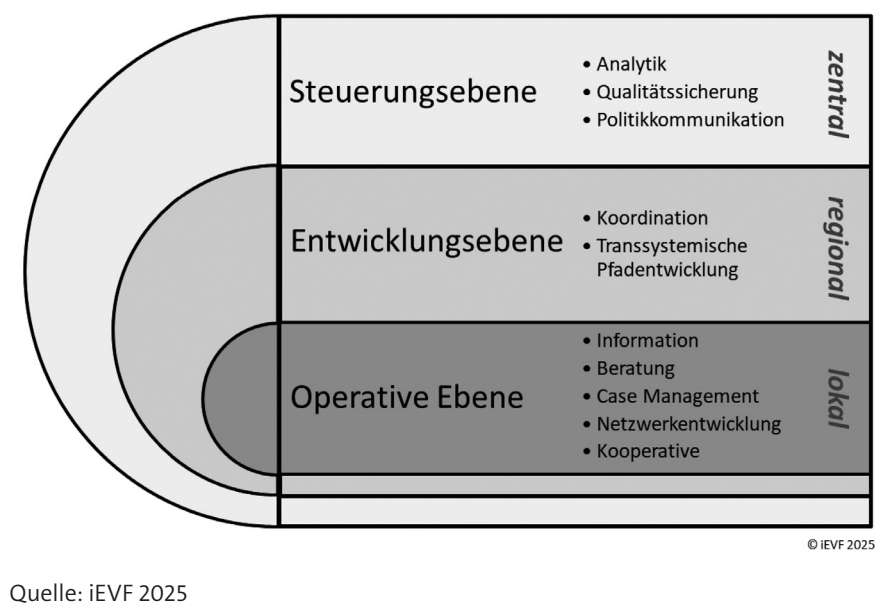 Steuerungsebene
• Analytik
• Qualitätssicherung
• Politikkommunikation
zentral
Entwicklungsebene
• Koordination
• Transsystemische
Pfadentwicklung
regional
Operative Ebene
• Information
• Beratung
• Case Management
• Netzwerkentwicklung
• Kooperative
lokal
© iEVF 2025
Quelle: iEVF 2025